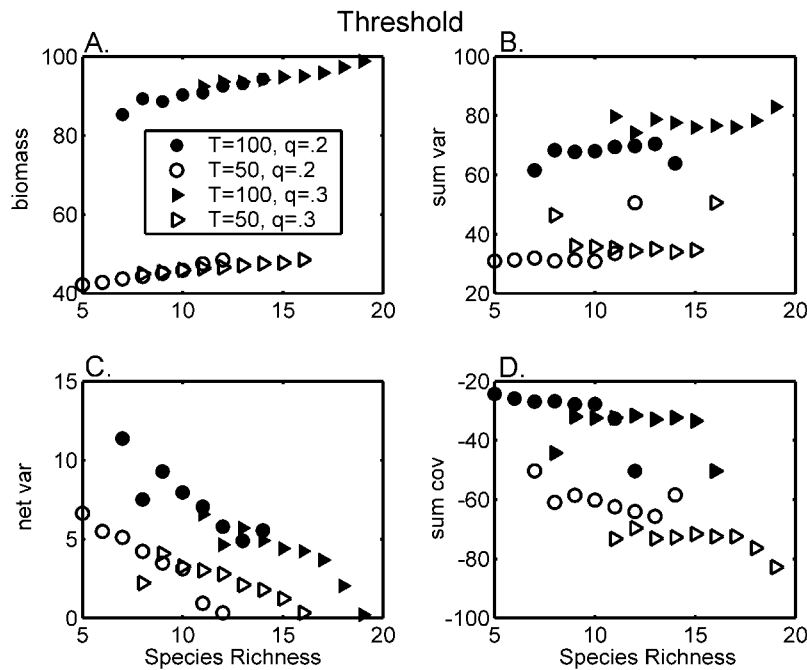 Threshold
A.
biomass
100
80
60
40
5
10
15
20
T=100, q=.2
T=50, q=.2
T=100, q=.3
T=50, q=.3
B.
sum var
100
80
60
40
20
5
10
15
20
C.
net var
15
10
5
0
5
10
15
20
Species Richness
D.
sum cov
-20
-40
-60
-80
-100
5
10
15
20
Species Richness